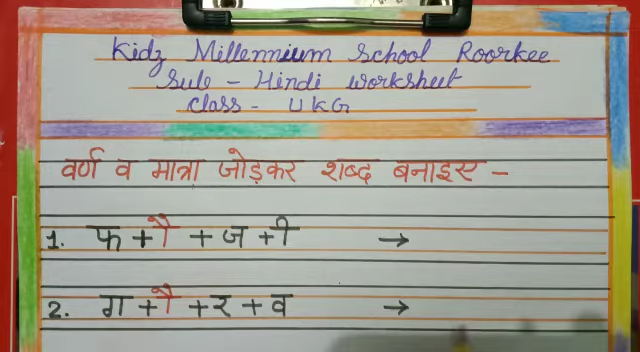 Kidz Millennium School Roorkee
Sub - Hindi Worksheet
Class - UKG
वर्ण व मात्रा जोड़कर शब्द बनाइए -
1. फ + ौ + ज + ी →
2. ग + ौ + र + व →